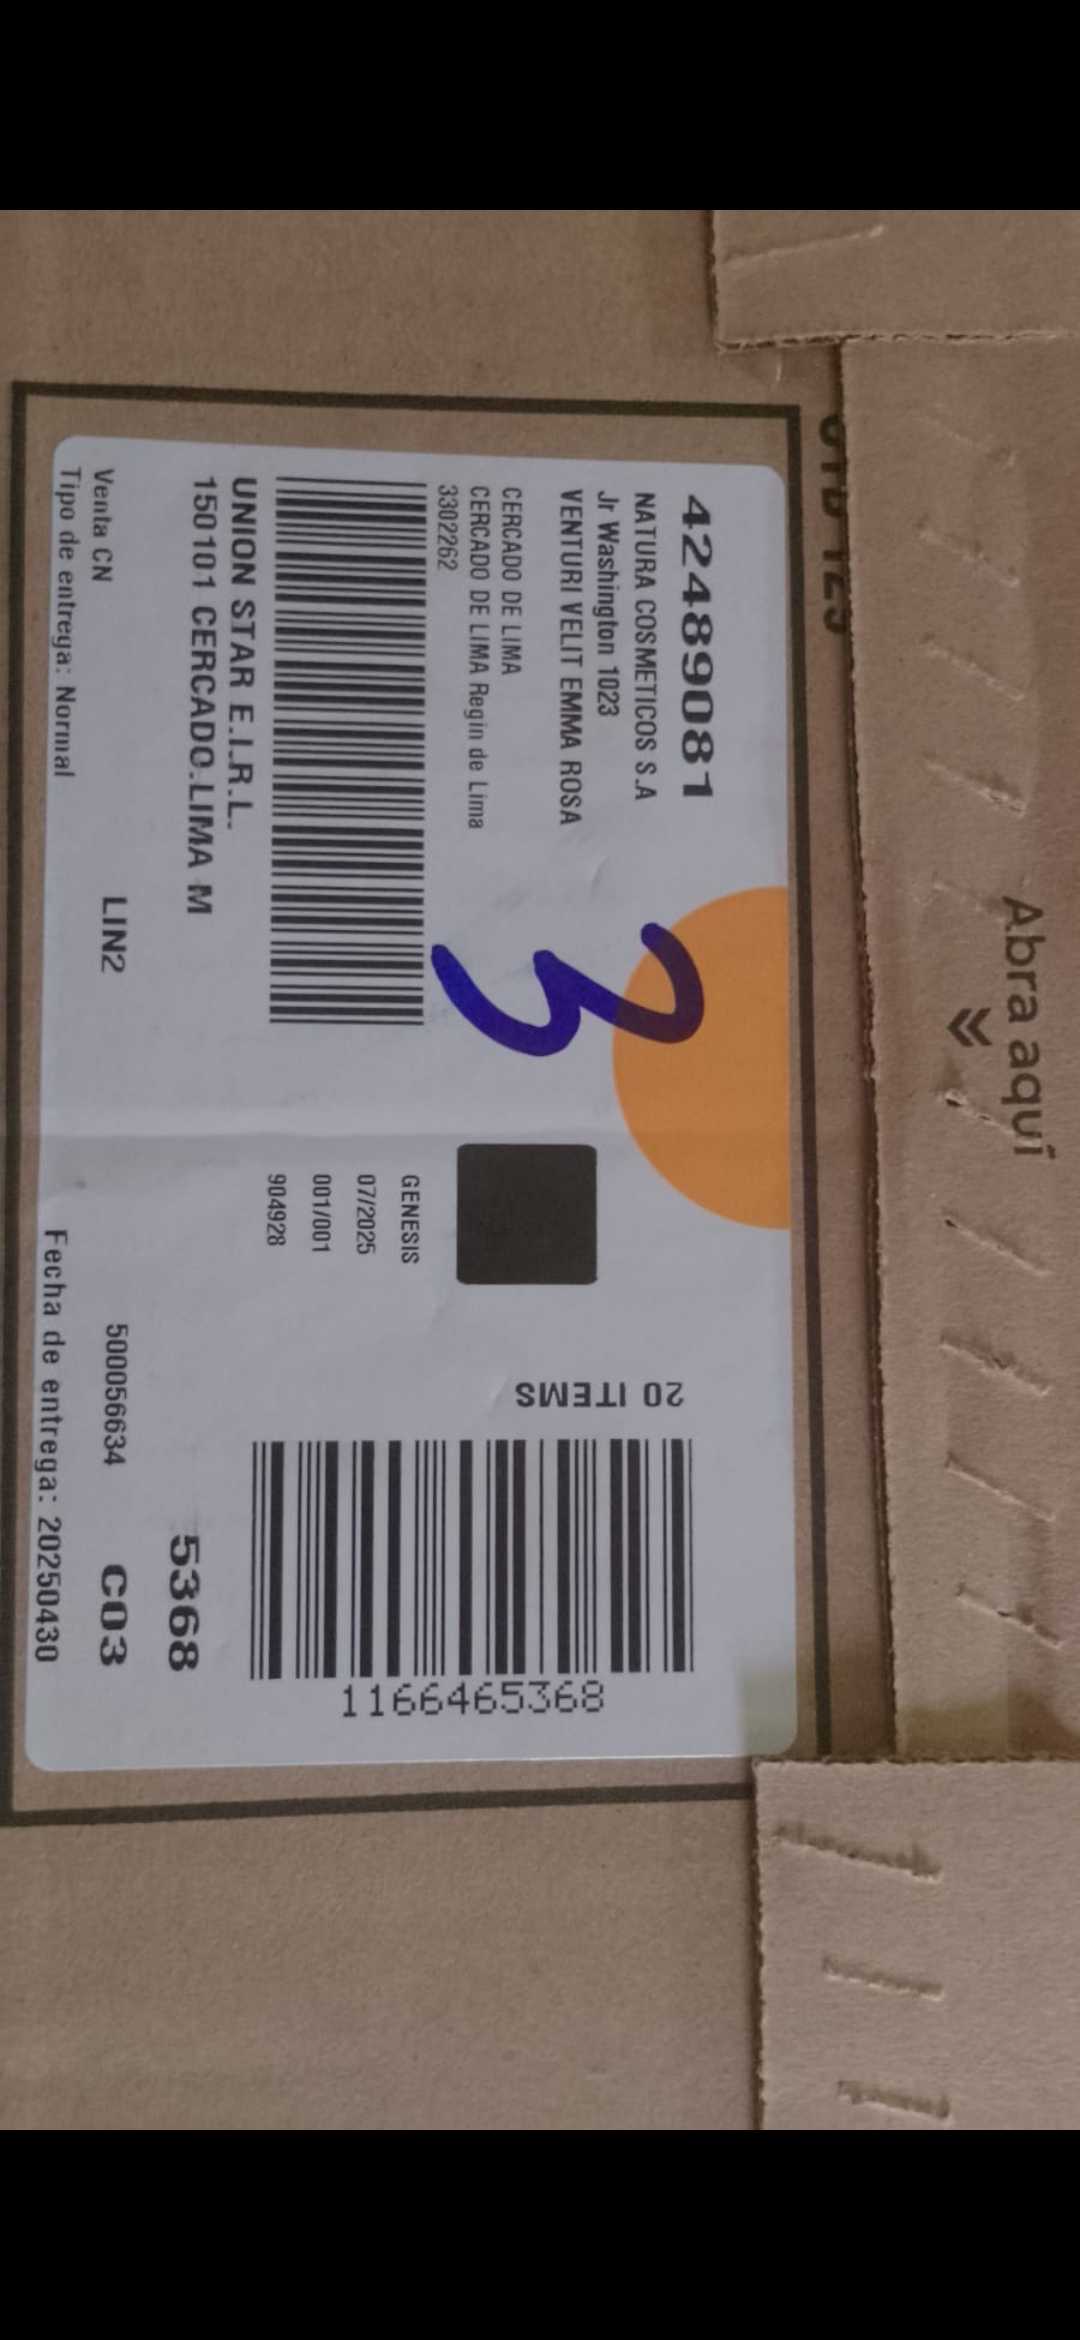 Abra aquí
42489081
NATURA COSMETICOS S.A
Jr Washington 1023
VENTURI VELIT EMMA ROSA
CERCADO DE LIMA
CERCADO DE LIMA Regin de Lima
3302262
3
20 ITEMS
GENESIS
07/2025
001/001
904928
11664465368
UNION STAR E.I.R.L.
150101 CERCADO.LIMA M
5368
Venta CN LIN2 500056634 C03
Tipo de entrega: Normal Fecha de entrega: 20250430